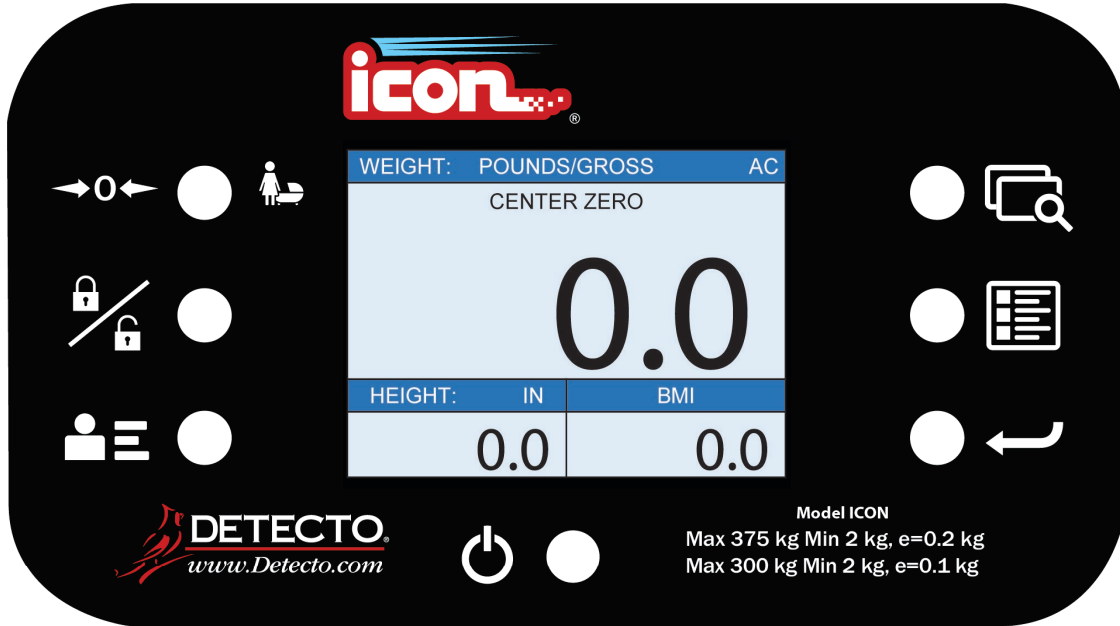 icon®
WEIGHT: POUNDS/GROSS AC
CENTER ZERO
0.0
HEIGHT: IN BMI
0.0 0.0
→0←
DETECTO®
www.Detecto.com
Model ICON
Max 375 kg Min 2 kg, e=0.2 kg
Max 300 kg Min 2 kg, e=0.1 kg